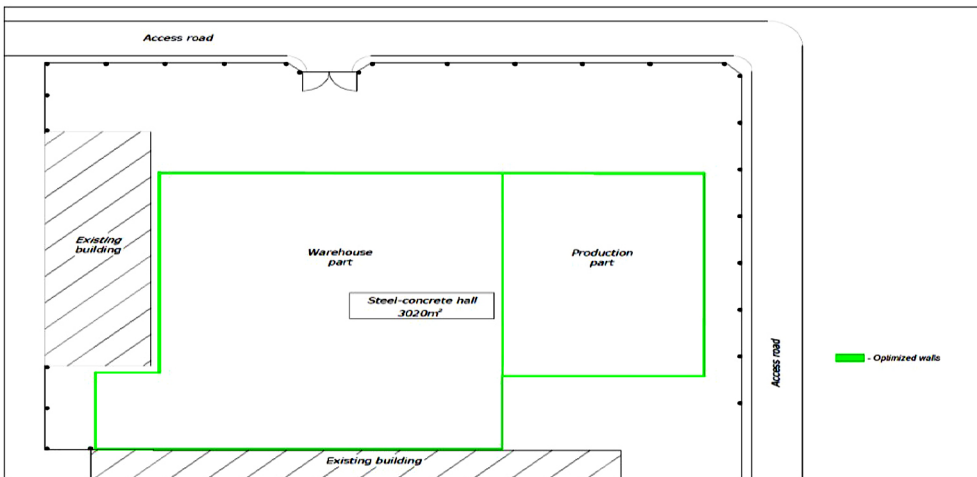 Access road
Existing
building
Warehouse
part
Production
part
Steel-concrete hall
3020m²
Access road
- Optimized walls
Existing building